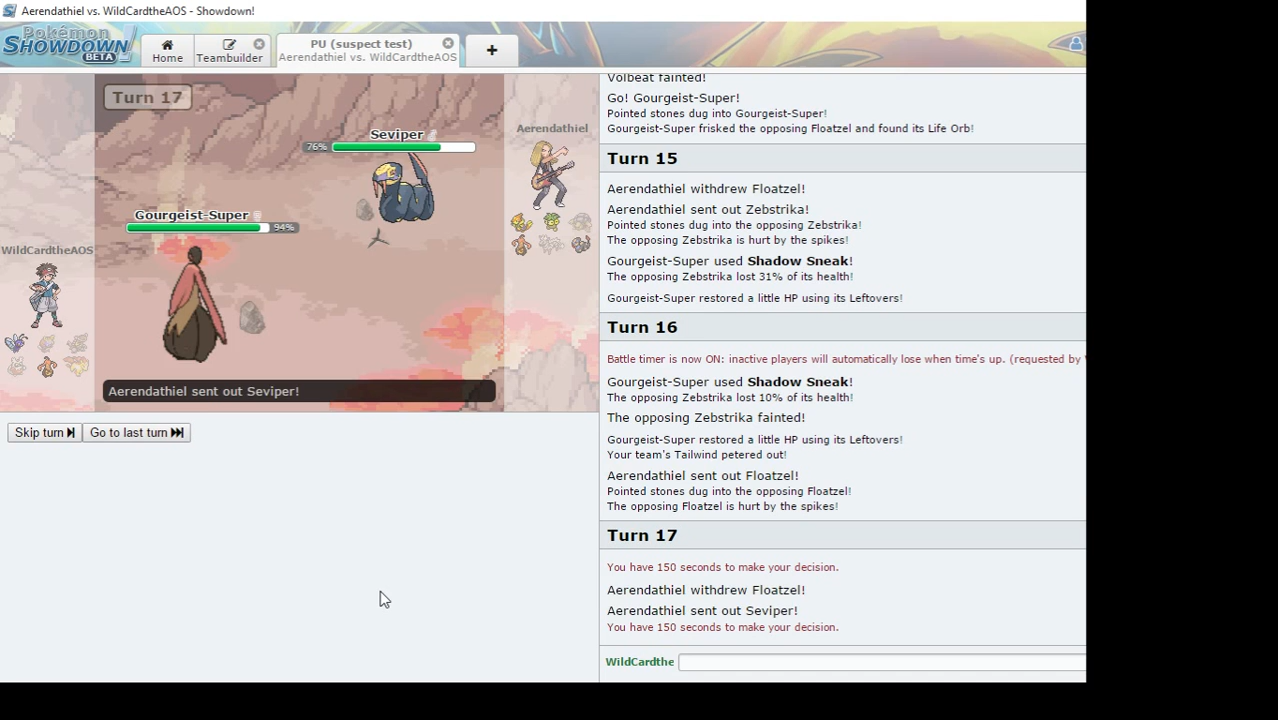 Aerendathiel vs. WildCardtheAOS - Showdown!
Pokémon
SHOWDOWN!
BETA
Home
Teambuilder
PU (suspect test)
Aerendathiel vs. WildCardtheAOS
+
Turn 17
Seviper
76%
Aerendathiel
Gourgeist-Super
94%
WildCardtheAOS
Aerendathiel sent out Seviper!
Skip turn
Go to last turn
Volbeat fainted!
Go! Gourgeist-Super!
Pointed stones dug into Gourgeist-Super!
Gourgeist-Super frisked the opposing Floatzel and found its Life Orb!
Turn 15
Aerendathiel withdrew Floatzel!
Aerendathiel sent out Zebstrika!
Pointed stones dug into the opposing Zebstrika!
The opposing Zebstrika is hurt by the spikes!
Gourgeist-Super used Shadow Sneak!
The opposing Zebstrika lost 31% of its health!
Gourgeist-Super restored a little HP using its Leftovers!
Turn 16
Battle timer is now ON: inactive players will automatically lose when time's up. (requested by
Gourgeist-Super used Shadow Sneak!
The opposing Zebstrika lost 10% of its health!
The opposing Zebstrika fainted!
Gourgeist-Super restored a little HP using its Leftovers!
Your team's Tailwind petered out!
Aerendathiel sent out Floatzel!
Pointed stones dug into the opposing Floatzel!
The opposing Floatzel is hurt by the spikes!
Turn 17
You have 150 seconds to make your decision.
Aerendathiel withdrew Floatzel!
Aerendathiel sent out Seviper!
You have 150 seconds to make your decision.
WildCardthe